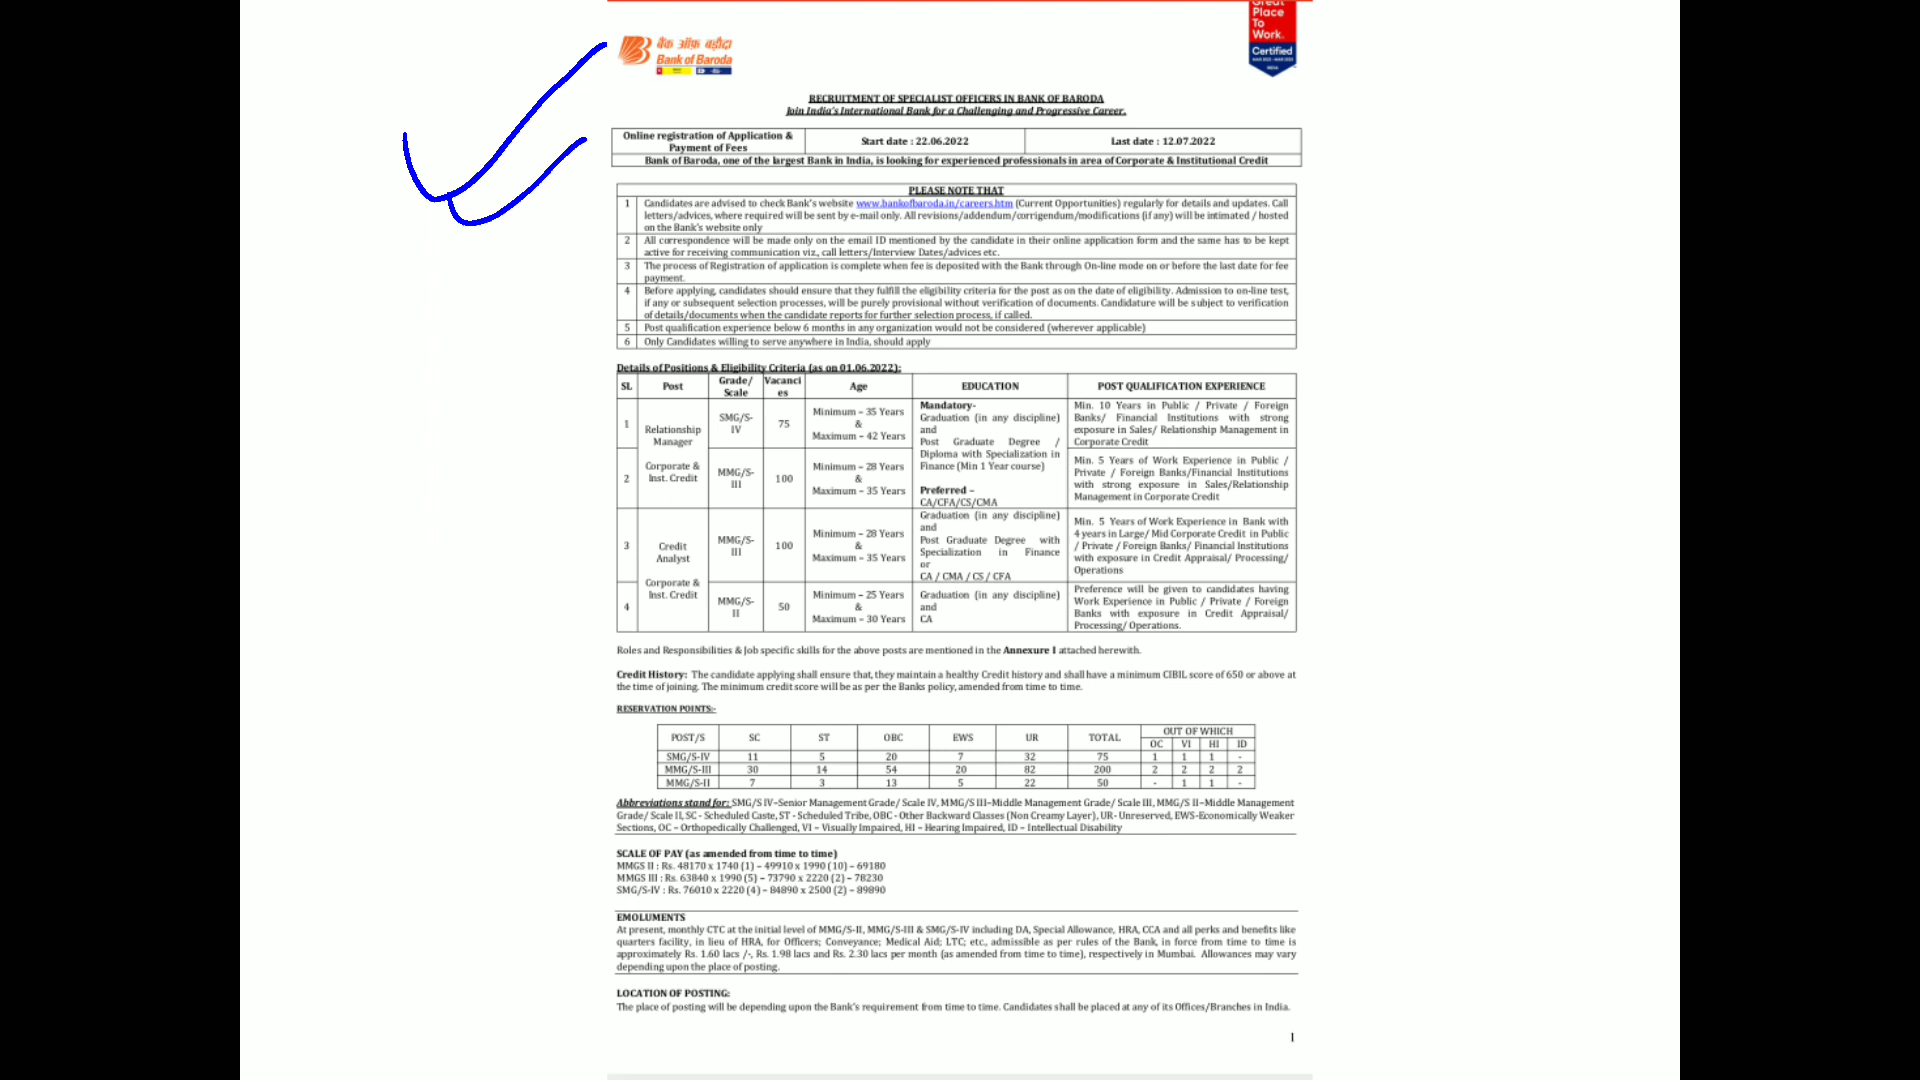 Great
Place
To
Work.
Certified
बैंक ऑफ़ बड़ौदा
Bank of Baroda
RECRUITMENT OF SPECIALIST OFFICERS IN BANK OF BARODA
Join India's International Bank for a Challenging and Progressive Career.
Online registration of Application & Payment of Fees Start date : 22.06.2022 Last date : 12.07.2022
Bank of Baroda, one of the largest Bank in India, is looking for experienced professionals in area of Corporate & Institutional Credit
PLEASE NOTE THAT
1 Candidates are advised to check Bank's website www.bankofbaroda.in/careers.htm (Current Opportunities) regularly for details and updates. Call
letters/advices, where required will be sent by e-mail only. All revisions/addendum/corrigendum/modifications (if any) will be intimated / hosted
on the Bank's website only
2 All correspondence will be made only on the email ID mentioned by the candidate in their online application form and the same has to be kept
active for receiving communication viz., call letters/Interview Dates/advices etc.
3 The process of Registration of application is complete when fee is deposited with the Bank through On-line mode on or before the last date for fee
payment.
4 Before applying, candidates should ensure that they fulfill the eligibility criteria for the post as on the date of eligibility. Admission to on-line test,
if any or subsequent selection processes, will be purely provisional without verification of documents. Candidature will be subject to verification
of details/documents when the candidate reports for further selection process, if called.
5 Post qualification experience below 6 months in any organization would not be considered (wherever applicable)
6 Only Candidates willing to serve anywhere in India, should apply
Details of Positions & Eligibility Criteria (as on 01.06.2022):
SL Post Grade/ Scale Vacanci es Age EDUCATION POST QUALIFICATION EXPERIENCE
1
Relationship
Manager
Corporate &
Inst. Credit
SMG/S-
IV
75
Minimum – 35 Years
&
Maximum – 42 Years
Mandatory-
Graduation (in any discipline)
and
Post Graduate Degree /
Diploma with Specialization in
Finance (Min 1 Year course)
Preferred –
CA/CFA/CS/CMA
Min. 10 Years in Public / Private / Foreign
Banks/ Financial Institutions with strong
exposure in Sales/ Relationship Management in
Corporate Credit
2
MMG/S-
III
100
Minimum – 28 Years
&
Maximum – 35 Years
Min. 5 Years of Work Experience in Public /
Private / Foreign Banks/Financial Institutions
with strong exposure in Sales/Relationship
Management in Corporate Credit
3
Credit
Analyst
Corporate &
Inst. Credit
MMG/S-
III
100
Minimum – 28 Years
&
Maximum – 35 Years
Graduation (in any discipline)
and
Post Graduate Degree with
Specialization in Finance
or
CA / CMA / CS / CFA
Min. 5 Years of Work Experience in Bank with
4 years in Large/ Mid Corporate Credit in Public
/ Private / Foreign Banks/ Financial Institutions
with exposure in Credit Appraisal/ Processing/
Operations
4
MMG/S-
II
50
Minimum – 25 Years
&
Maximum – 30 Years
Graduation (in any discipline)
and
CA
Preference will be given to candidates having
Work Experience in Public / Private / Foreign
Banks with exposure in Credit Appraisal/
Processing/ Operations.
Roles and Responsibilities & Job specific skills for the above posts are mentioned in the Annexure I attached herewith.
Credit History: The candidate applying shall ensure that, they maintain a healthy Credit history and shall have a minimum CIBIL score of 650 or above at
the time of joining. The minimum credit score will be as per the Banks policy, amended from time to time.
RESERVATION POINTS:-
POST/S SC ST OBC EWS UR TOTAL OUT OF WHICH
OC VI HI ID
SMG/S-IV 11 5 20 7 32 75 1 1 1 -
MMG/S-III 30 14 54 20 82 200 2 2 2 2
MMG/S-II 7 3 13 5 22 50 - 1 1 -
Abbreviations stand for: SMG/S IV–Senior Management Grade/ Scale IV, MMG/S III–Middle Management Grade/ Scale III, MMG/S II–Middle Management
Grade/ Scale II, SC - Scheduled Caste, ST - Scheduled Tribe, OBC - Other Backward Classes (Non Creamy Layer), UR- Unreserved, EWS-Economically Weaker
Sections, OC – Orthopedically Challenged, VI – Visually Impaired, HI – Hearing Impaired, ID – Intellectual Disability
SCALE OF PAY (as amended from time to time)
MMGS II : Rs. 48170 x 1740 (1) – 49910 x 1990 (10) – 69180
MMGS III : Rs. 63840 x 1990 (5) – 73790 x 2220 (2) – 78230
SMG/S-IV : Rs. 76010 x 2220 (4) – 84890 x 2500 (2) – 89890
EMOLUMENTS
At present, monthly CTC at the initial level of MMG/S-II, MMG/S-III & SMG/S-IV including DA, Special Allowance, HRA, CCA and all perks and benefits like
quarters facility, in lieu of HRA, for Officers; Conveyance; Medical Aid; LTC; etc., admissible as per rules of the Bank, in force from time to time is
approximately Rs. 1.60 lacs /-, Rs. 1.98 lacs and Rs. 2.30 lacs per month (as amended from time to time), respectively in Mumbai. Allowances may vary
depending upon the place of posting.
LOCATION OF POSTING:
The place of posting will be depending upon the Bank's requirement from time to time. Candidates shall be placed at any of its Offices/Branches in India.
1